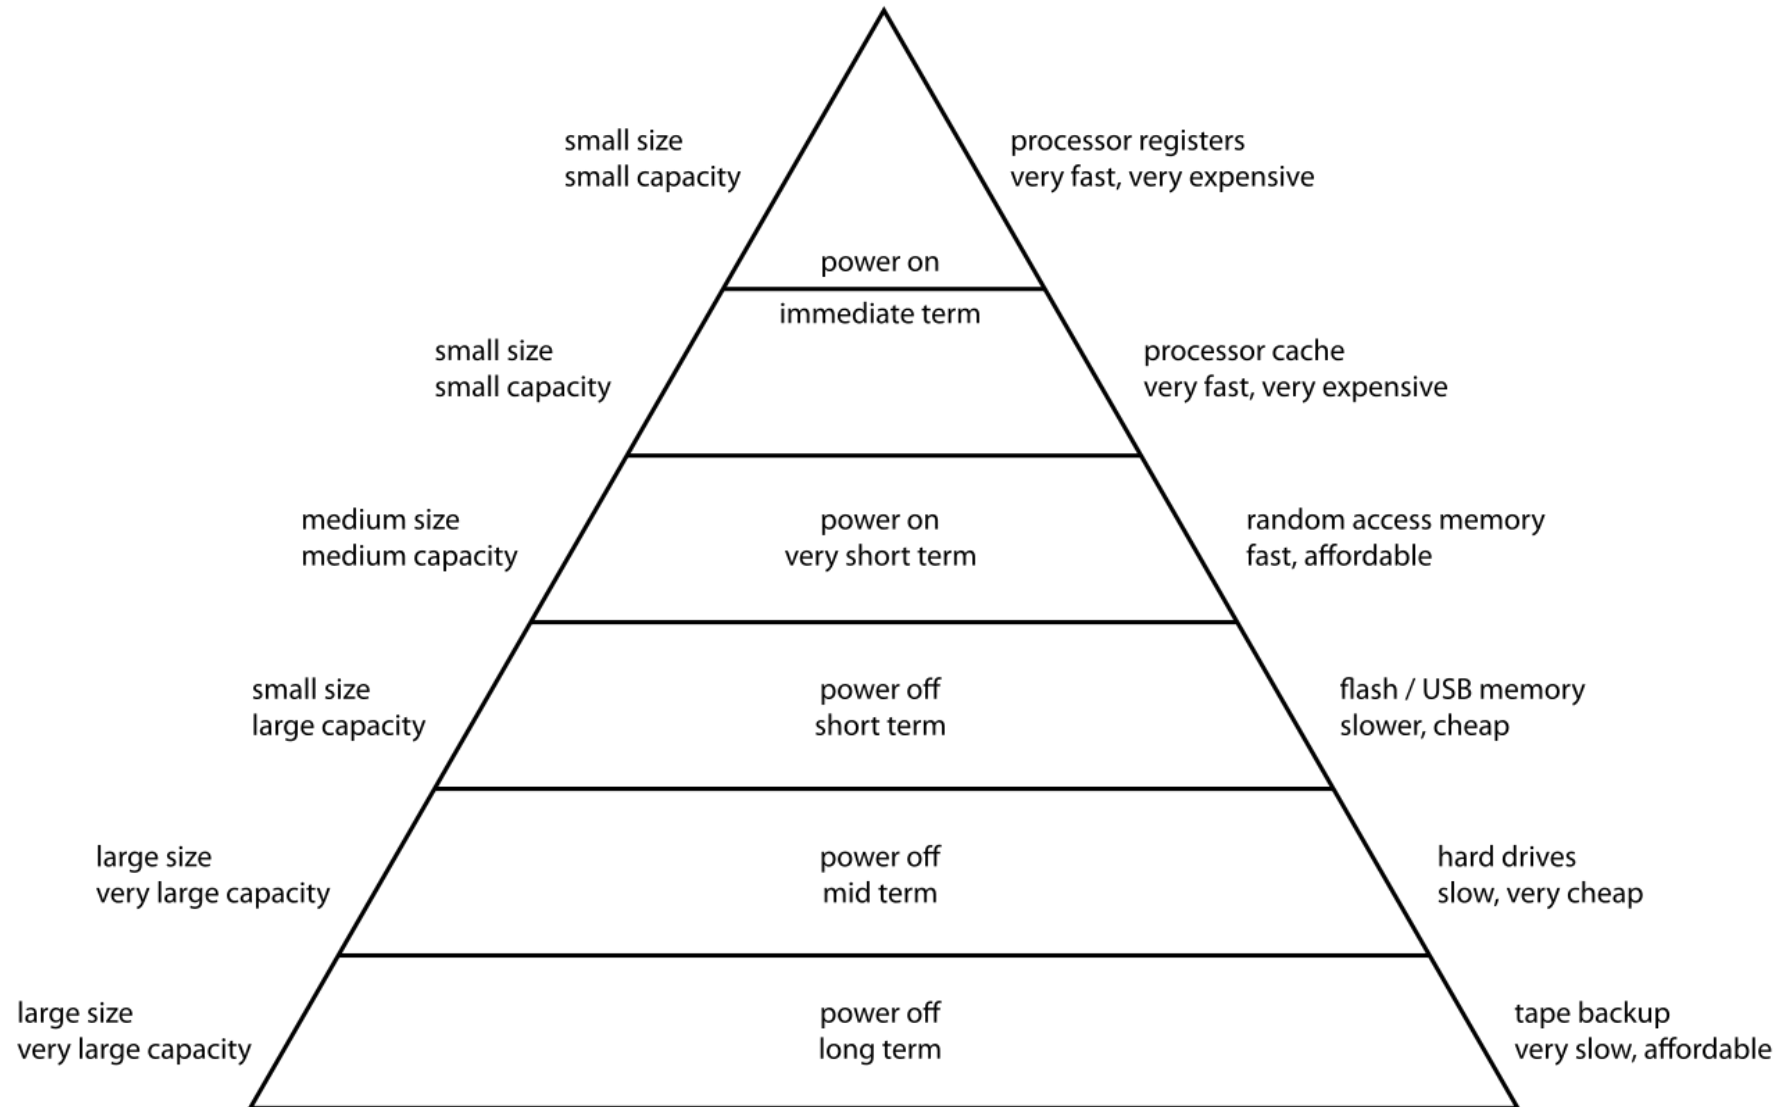 small size
small capacity
processor registers
very fast, very expensive
power on
immediate term
small size
small capacity
processor cache
very fast, very expensive
medium size
medium capacity
power on
very short term
random access memory
fast, affordable
small size
large capacity
power off
short term
flash / USB memory
slower, cheap
large size
very large capacity
power off
mid term
hard drives
slow, very cheap
large size
very large capacity
power off
long term
tape backup
very slow, affordable